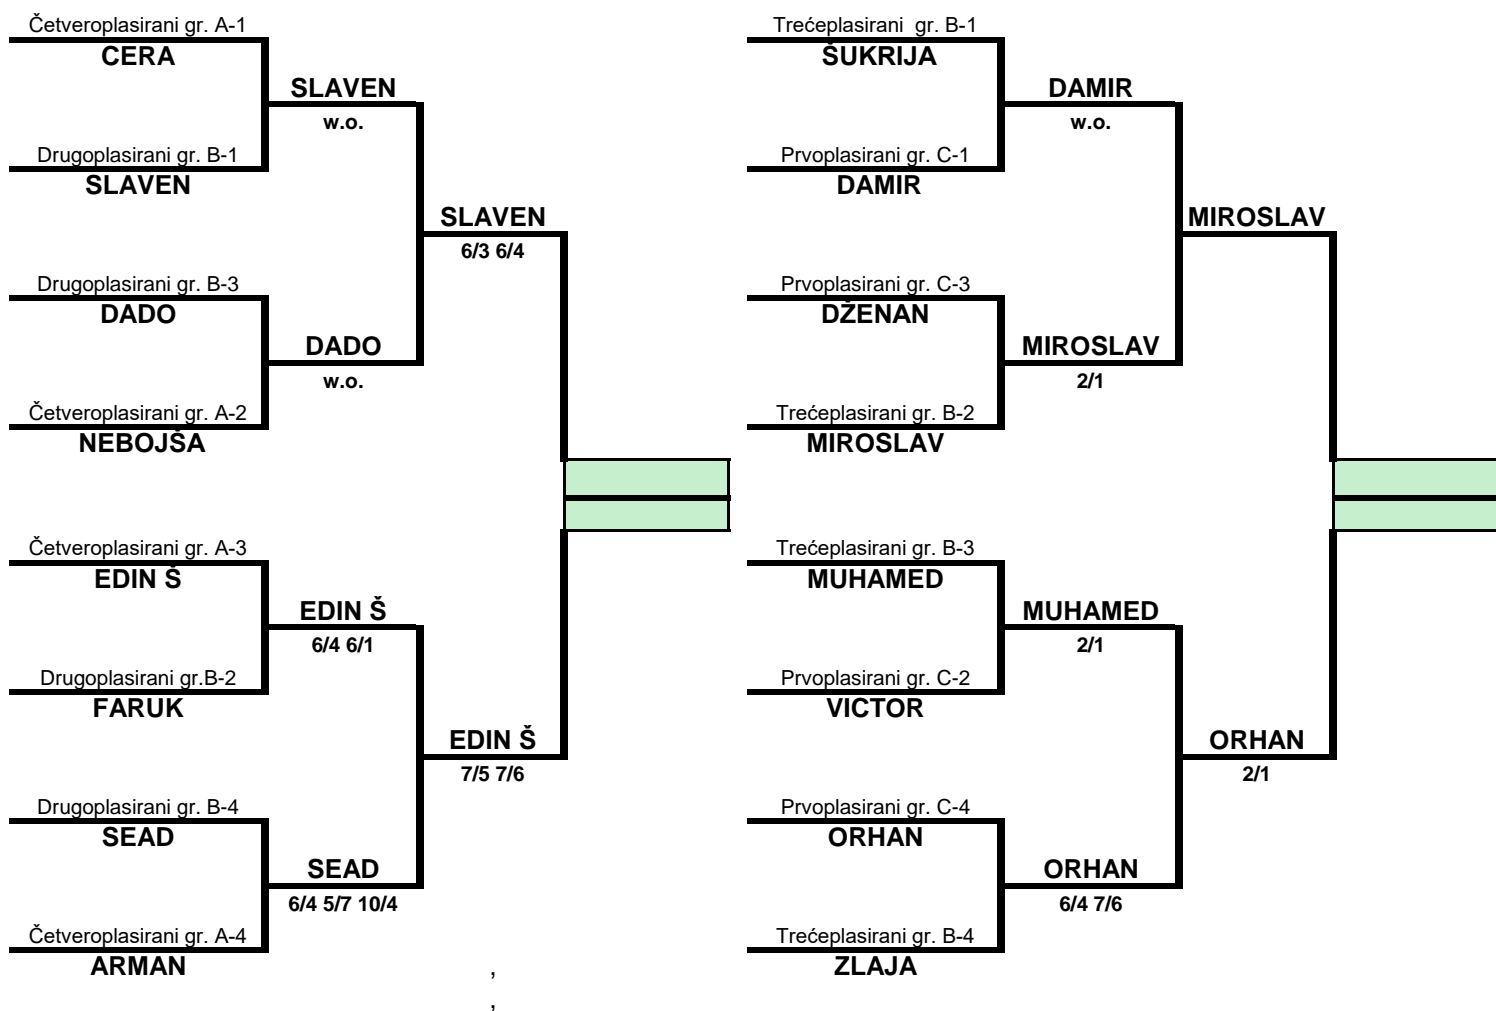 Četveroplasirani gr. A-1
CERA
SLAVEN
w.o.
Drugoplasirani gr. B-1
SLAVEN
SLAVEN
6/3 6/4
Drugoplasirani gr. B-3
DADO
DADO
w.o.
Četveroplasirani gr. A-2
NEBOJŠA
Četveroplasirani gr. A-3
EDIN Š
EDIN Š
6/4 6/1
Drugoplasirani gr.B-2
FARUK
EDIN Š
7/5 7/6
Drugoplasirani gr. B-4
SEAD
SEAD
6/4 5/7 10/4
Četveroplasirani gr. A-4
ARMAN
,
,
Trećeplasirani gr. B-1
ŠUKRIJA
DAMIR
w.o.
Prvoplasirani gr. C-1
DAMIR
MIROSLAV
Prvoplasirani gr. C-3
DŽENAN
MIROSLAV
2/1
Trećeplasirani gr. B-2
MIROSLAV
Trećeplasirani gr. B-3
MUHAMED
MUHAMED
2/1
Prvoplasirani gr. C-2
VICTOR
ORHAN
2/1
Prvoplasirani gr. C-4
ORHAN
ORHAN
6/4 7/6
Trećeplasirani gr. B-4
ZLAJA